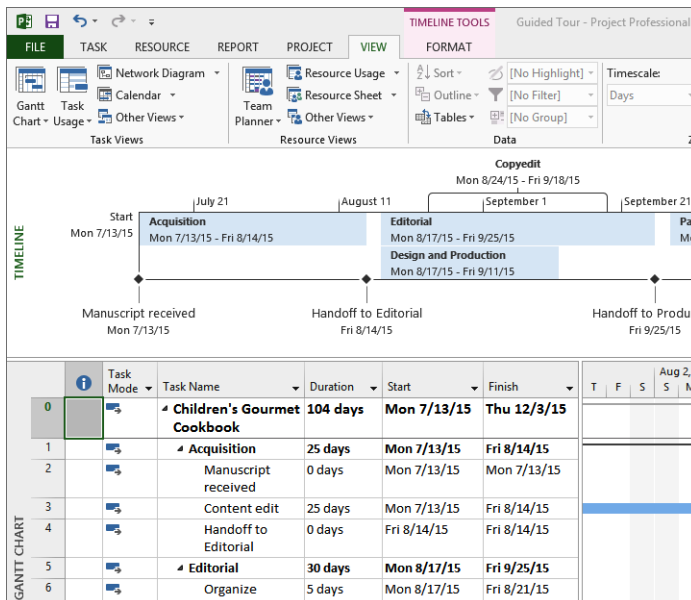 TIMELINE TOOLS
Guided Tour - Project Professional
FILE TASK RESOURCE REPORT PROJECT VIEW FORMAT
Gantt Chart
Task Usage
Network Diagram
Calendar
Other Views
Task Views
Team Planner
Resource Usage
Resource Sheet
Other Views
Resource Views
Sort
Outline
Tables
[No Highlight]
[No Filter]
[No Group]
Data
Timescale:
Days
TIMELINE
Copyedit
Mon 8/24/15 - Fri 9/18/15
July 21 August 11 September 1 September 21
Start
Mon 7/13/15
Acquisition
Mon 7/13/15 - Fri 8/14/15
Editorial
Mon 8/17/15 - Fri 9/25/15
Design and Production
Mon 8/17/15 - Fri 9/11/15
Manuscript received
Mon 7/13/15
Handoff to Editorial
Fri 8/14/15
Handoff to Produ
Fri 9/25/15
GANTT CHART
Task Mode Task Name Duration Start Finish
Aug 2,
T F S S M
0 Children's Gourmet Cookbook 104 days Mon 7/13/15 Thu 12/3/15
1 Acquisition 25 days Mon 7/13/15 Fri 8/14/15
2 Manuscript received 0 days Mon 7/13/15 Mon 7/13/15
3 Content edit 25 days Mon 7/13/15 Fri 8/14/15
4 Handoff to Editorial 0 days Fri 8/14/15 Fri 8/14/15
5 Editorial 30 days Mon 8/17/15 Fri 9/25/15
6 Organize 5 days Mon 8/17/15 Fri 8/21/15